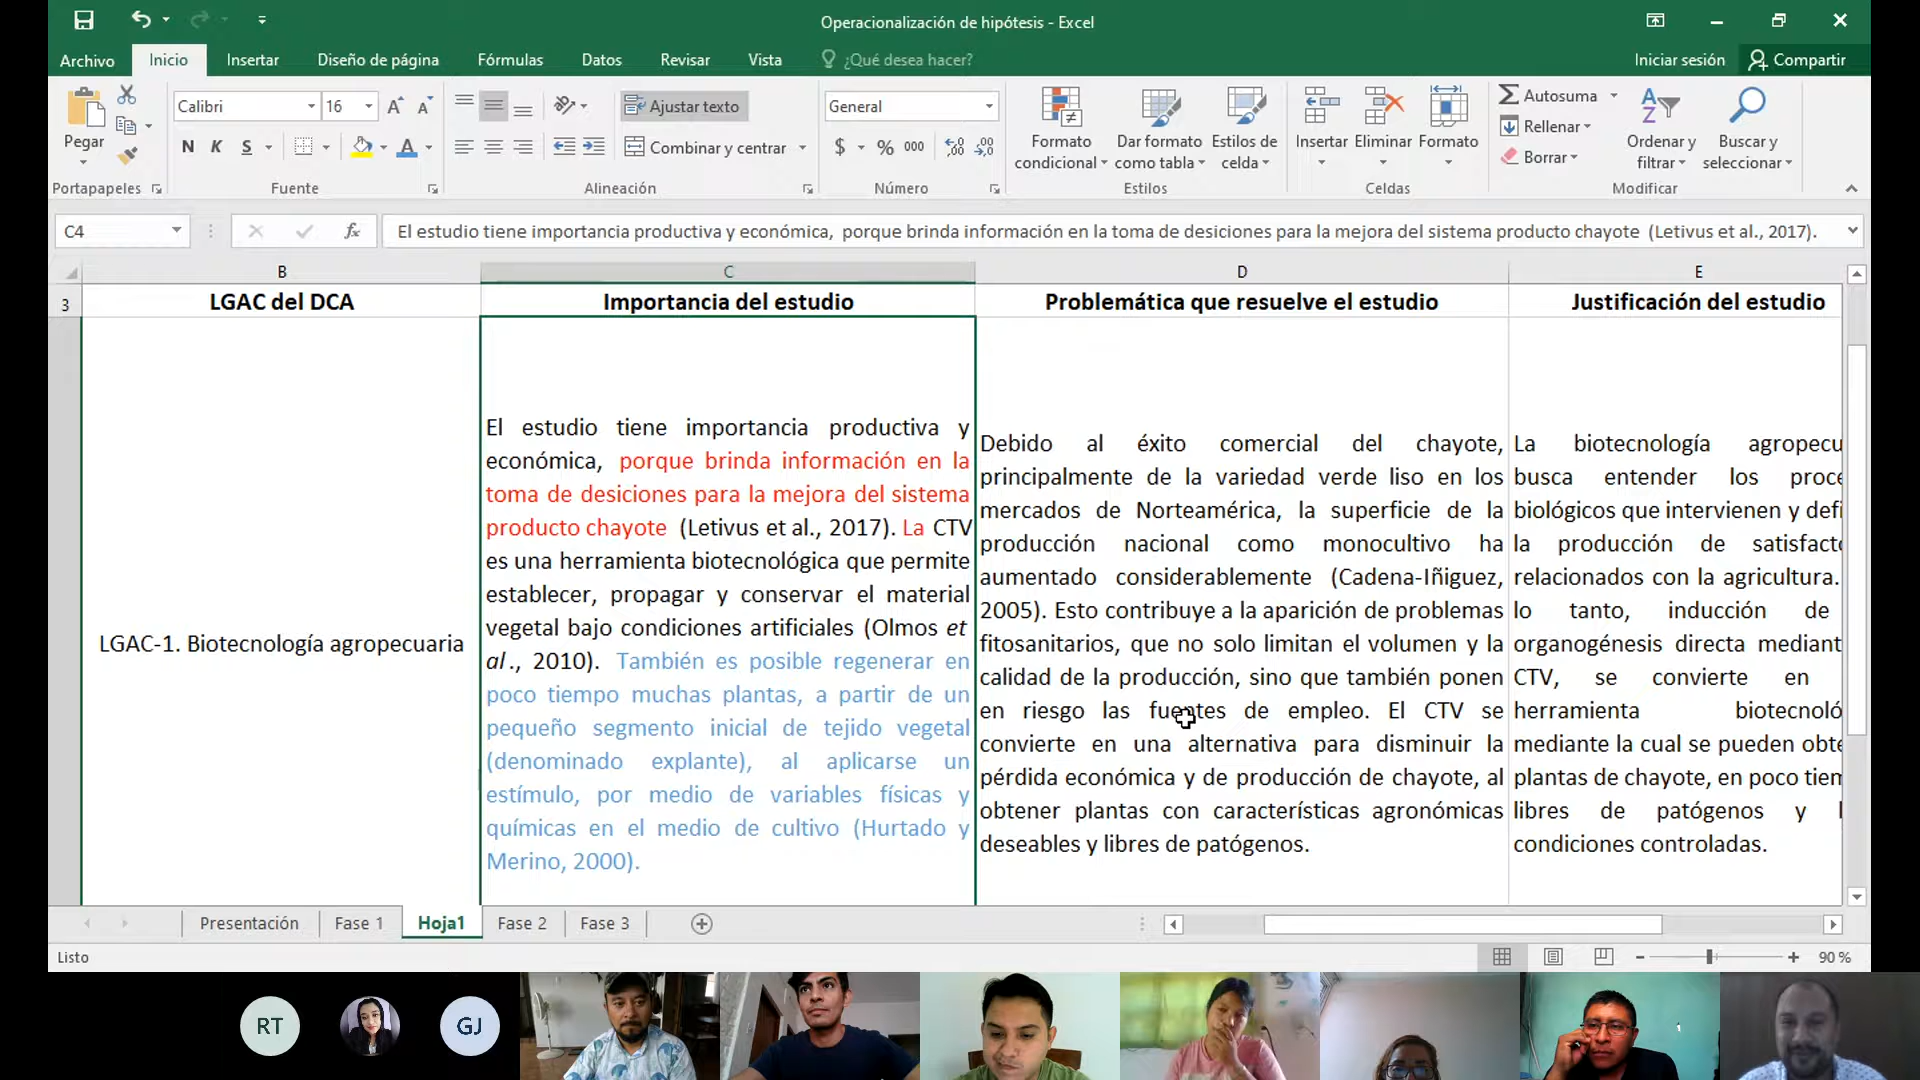 Operacionalización de hipótesis - Excel
Archivo Inicio Insertar Diseño de página Fórmulas Datos Revisar Vista ¿Qué desea hacer? Iniciar sesión Compartir
Pegar
Portapapeles
Calibri 16
N K S
Fuente
Ajustar texto
Combinar y centrar
Alineación
General
$ % 000
Número
Formato condicional
Dar formato como tabla
Estilos de celda
Estilos
Insertar Eliminar Formato
Celdas
Autosuma
Rellenar
Borrar
Ordenar y filtrar
Buscar y seleccionar
Modificar
C4 fx El estudio tiene importancia productiva y económica, porque brinda información en la toma de desiciones para la mejora del sistema producto chayote (Letivus et al., 2017).
B C D E
3 LGAC del DCA Importancia del estudio Problemática que resuelve el estudio Justificación del estudio
LGAC-1. Biotecnología agropecuaria
El estudio tiene importancia productiva y
económica, porque brinda información en la
toma de desiciones para la mejora del sistema
producto chayote (Letivus et al., 2017). La CTV
es una herramienta biotecnológica que permite
establecer, propagar y conservar el material
vegetal bajo condiciones artificiales (Olmos et
al., 2010). También es posible regenerar en
poco tiempo muchas plantas, a partir de un
pequeño segmento inicial de tejido vegetal
(denominado explante), al aplicarse un
estímulo, por medio de variables físicas y
químicas en el medio de cultivo (Hurtado y
Merino, 2000).
Debido al éxito comercial del chayote,
principalmente de la variedad verde liso en los
mercados de Norteamérica, la superficie de la
producción nacional como monocultivo ha
aumentado considerablemente (Cadena-Iñiguez,
2005). Esto contribuye a la aparición de problemas
fitosanitarios, que no solo limitan el volumen y la
calidad de la producción, sino que también ponen
en riesgo las fuentes de empleo. El CTV se
convierte en una alternativa para disminuir la
pérdida económica y de producción de chayote, al
obtener plantas con características agronómicas
deseables y libres de patógenos.
La biotecnología agropecu
busca entender los proce
biológicos que intervienen y defi
la producción de satisfacto
relacionados con la agricultura.
lo tanto, inducción de
organogénesis directa mediant
CTV, se convierte en
herramienta biotecnoló
mediante la cual se pueden obte
plantas de chayote, en poco tiem
libres de patógenos y
condiciones controladas.
Presentación Fase 1 Hoja1 Fase 2 Fase 3
Listo 90 %
RT GJ